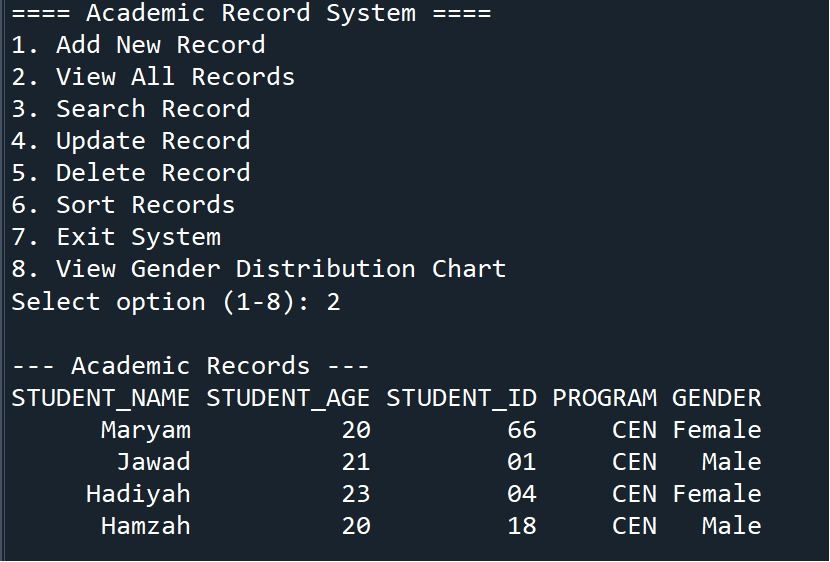 ==== Academic Record System ====
1. Add New Record
2. View All Records
3. Search Record
4. Update Record
5. Delete Record
6. Sort Records
7. Exit System
8. View Gender Distribution Chart
Select option (1-8): 2

--- Academic Records ---
STUDENT_NAME STUDENT_AGE STUDENT_ID PROGRAM GENDER
      Maryam          20         66     CEN Female
       Jawad          21         01     CEN   Male
     Hadiyah          23         04     CEN Female
      Hamzah          20         18     CEN   Male